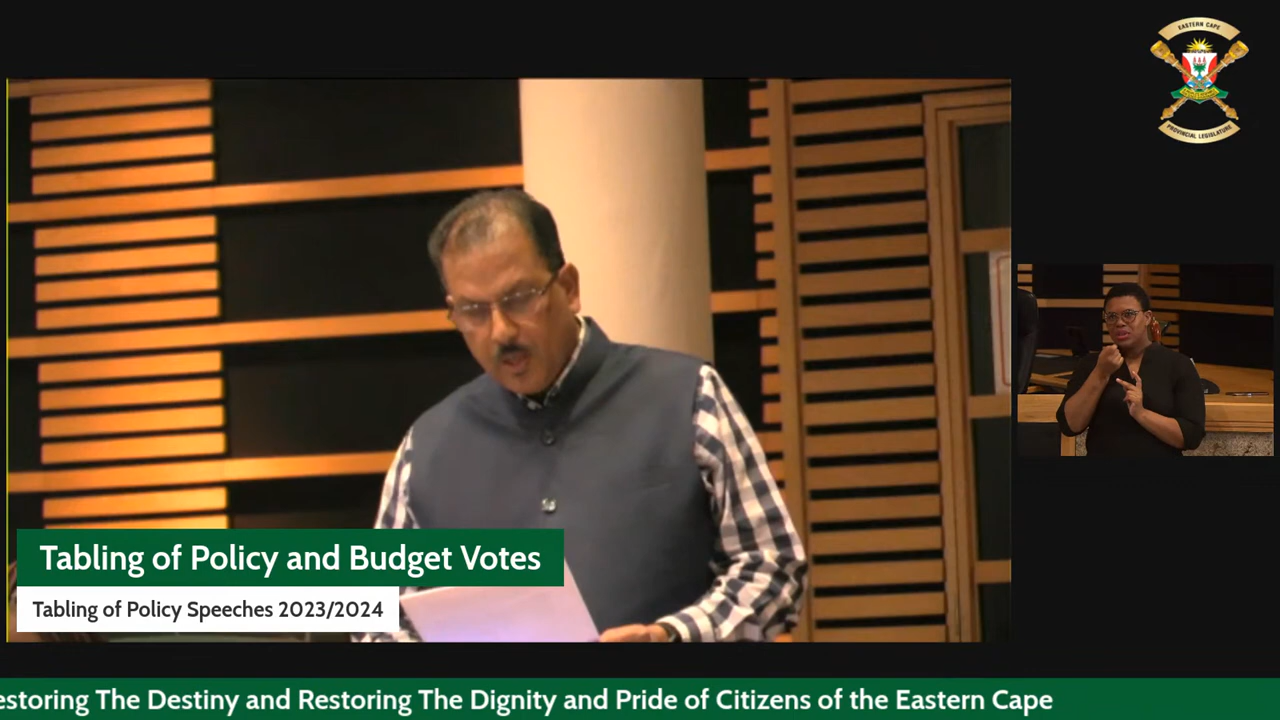 EASTERN CAPE
PROVINCIAL LEGISLATURE
Tabling of Policy and Budget Votes
Tabling of Policy Speeches 2023/2024
estoring The Destiny and Restoring The Dignity and Pride of Citizens of the Eastern Cape